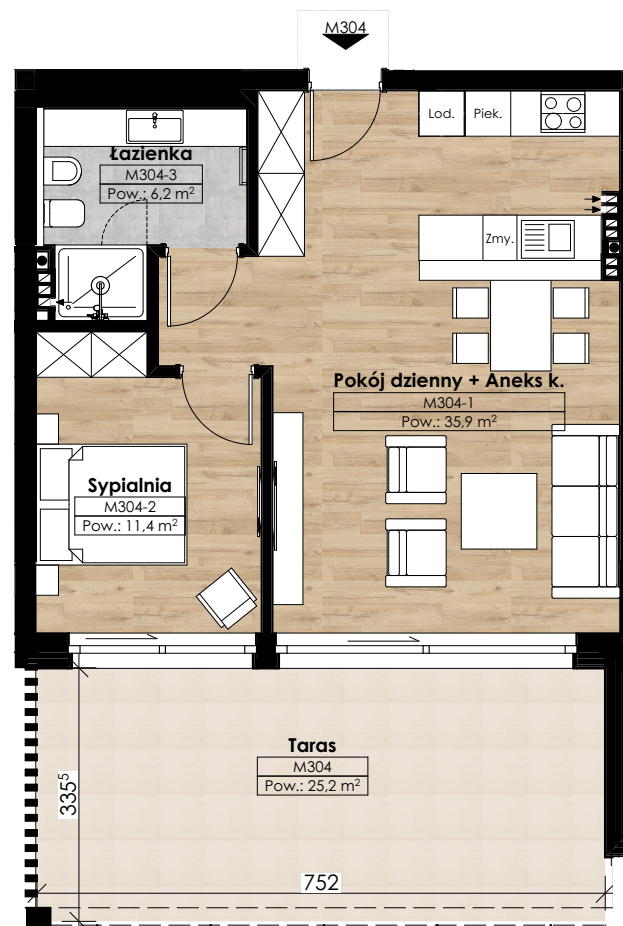 M304
Lod.
Piek.
Łazienka
M304-3
Pow.: 6,2 m²
Zmy.
Pokój dzienny + Aneks k.
M304-1
Pow.: 35,9 m²
Sypialnia
M304-2
Pow.: 11,4 m²
Taras
M304
Pow.: 25,2 m²
335⁵
752